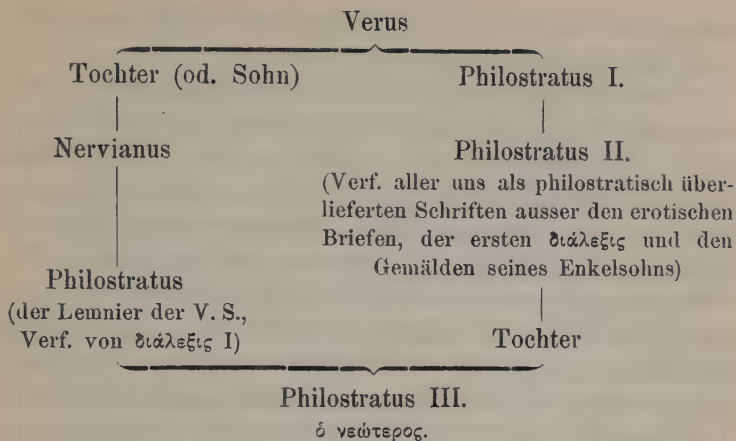 Verus
Tochter (od. Sohn)
Philostratus I.
Nervianus
Philostratus II.
(Verf. aller uns als philostratisch über-
lieferten Schriften ausser den erotischen
Briefen, der ersten διάλεξις und den
Gemälden seines Enkelsohns)
Philostratus
(der Lemnier der V. S.,
Verf. von διάλεξις I)
Tochter
Philostratus III.
ὁ νεώτερος.